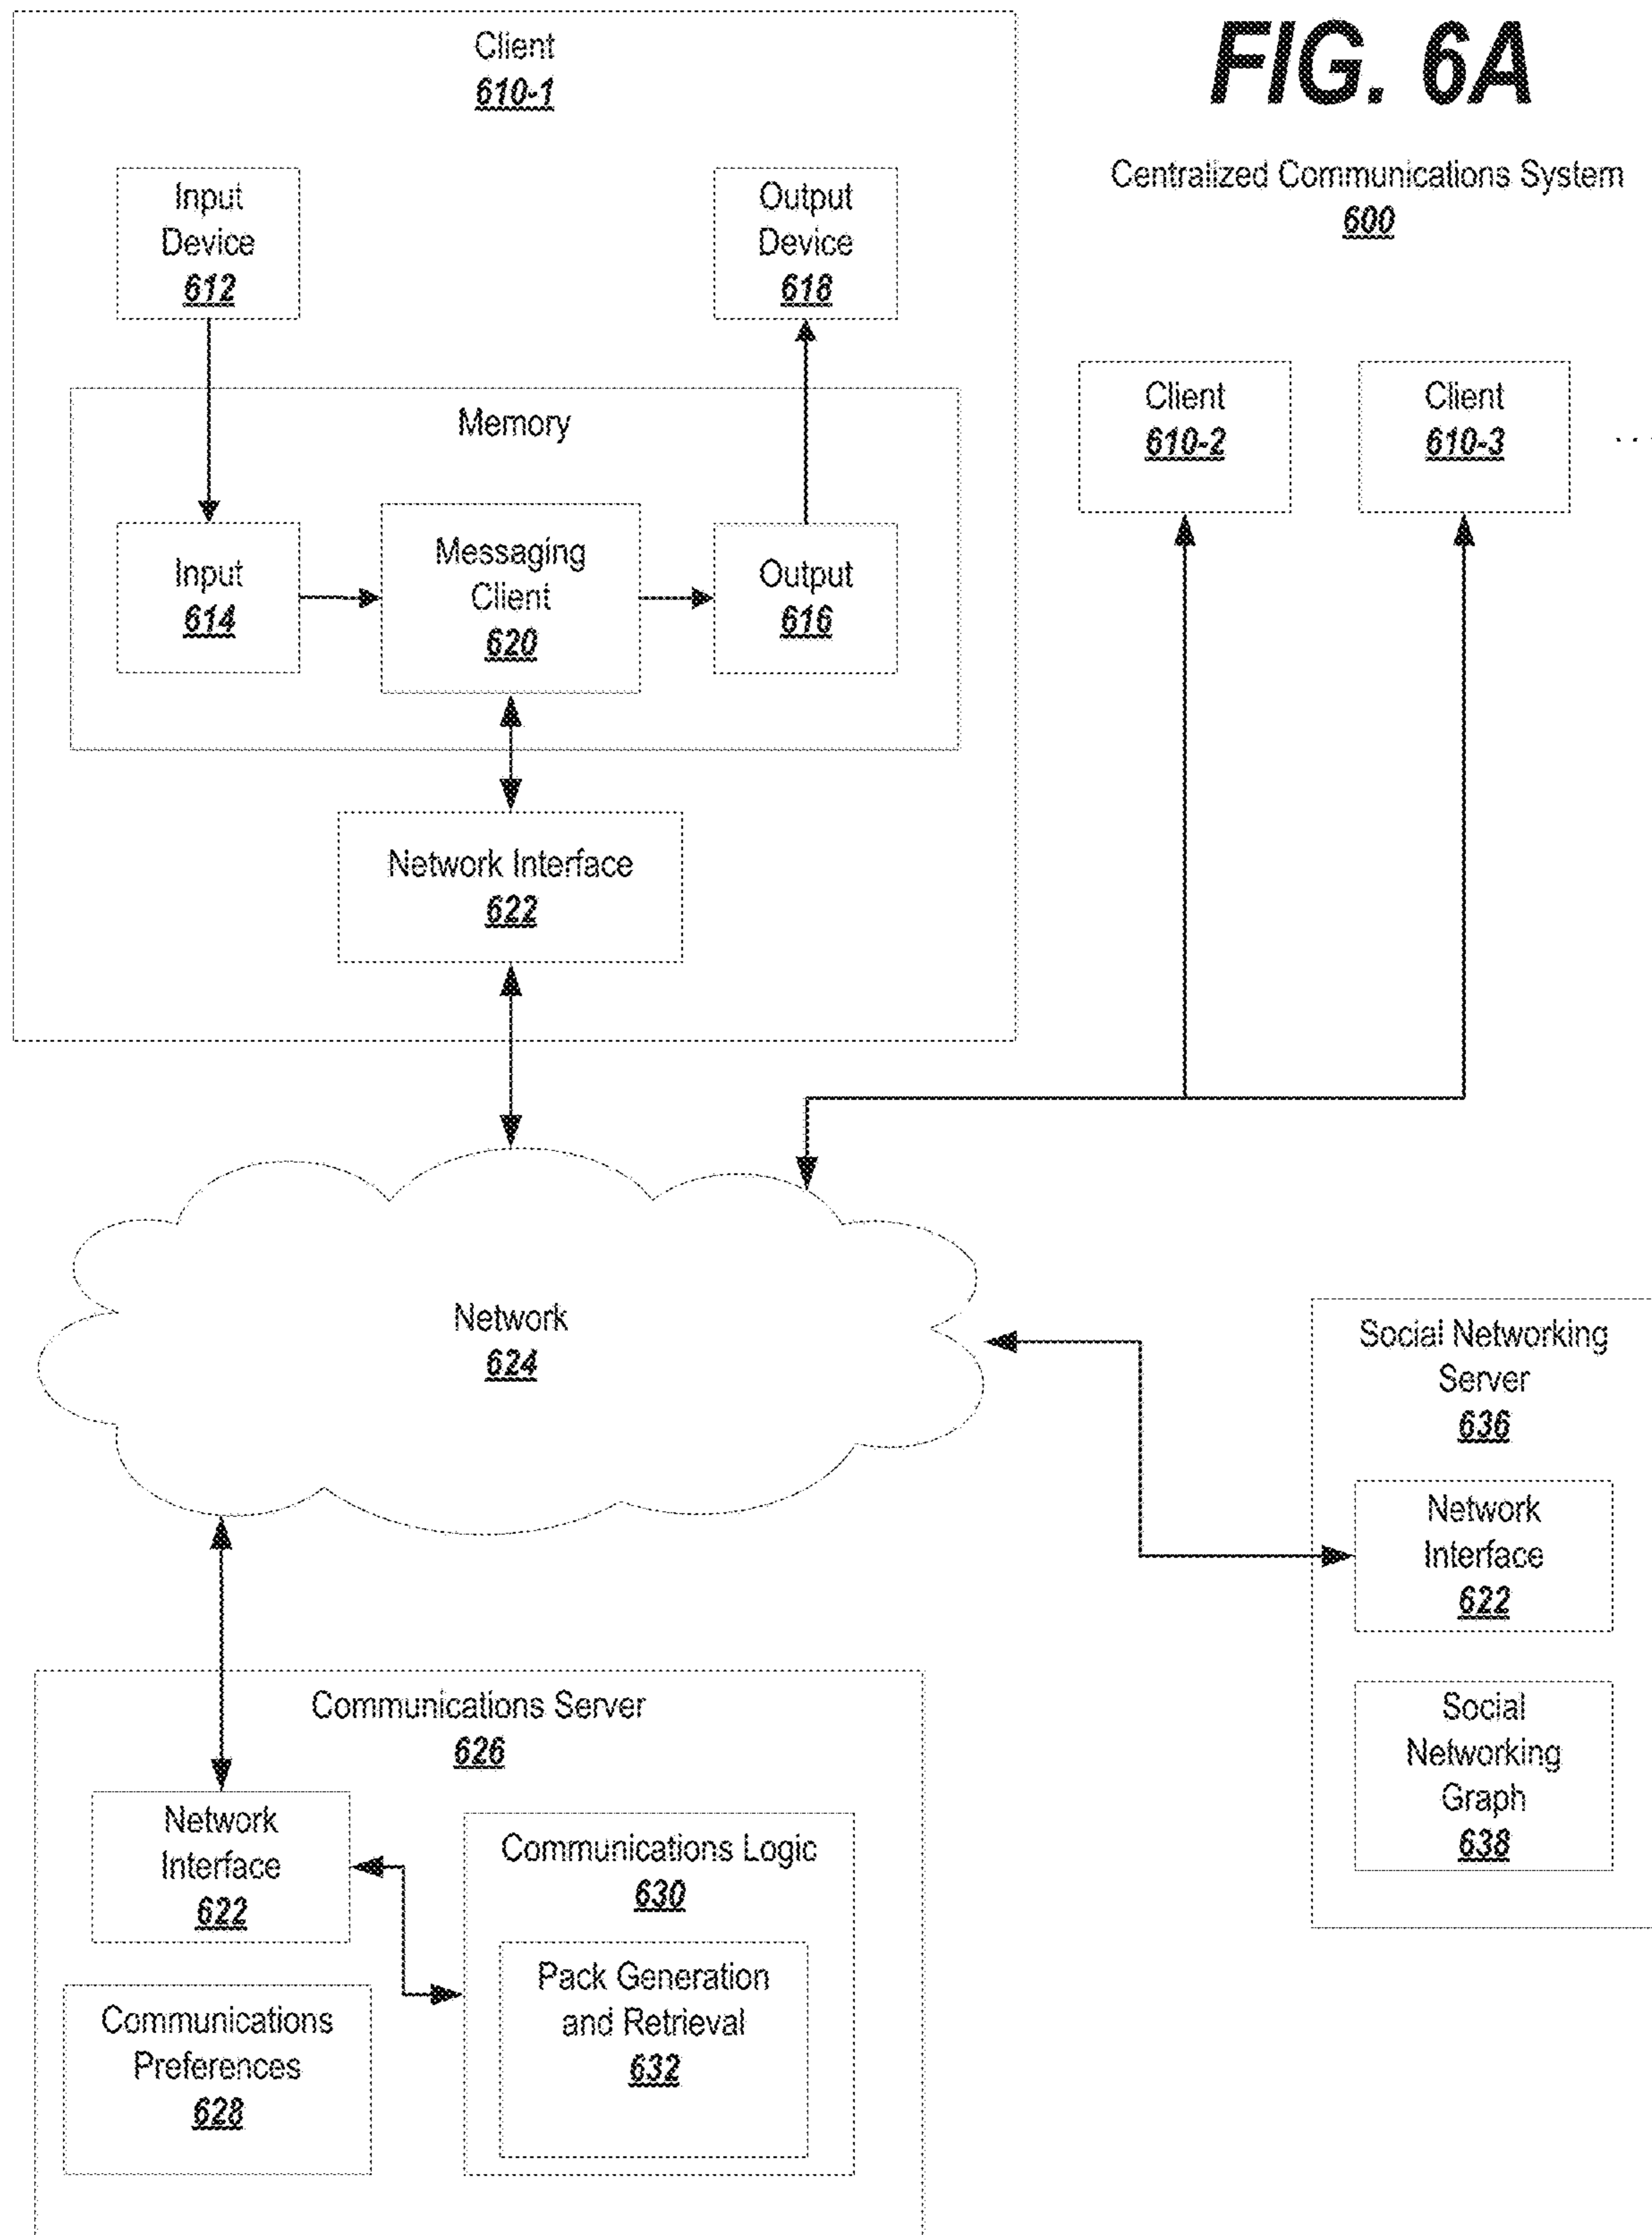 FIG. 6A
Centralized Communications System
600
Client
610-1
Input
Device
612
Output
Device
618
Memory
Input
614
Messaging
Client
620
Output
616
Network Interface
622
Client
610-2
Client
610-3
...
Network
624
Social Networking
Server
636
Network
Interface
622
Social
Networking
Graph
638
Communications Server
626
Network
Interface
622
Communications Logic
630
Pack Generation
and Retrieval
632
Communications
Preferences
628